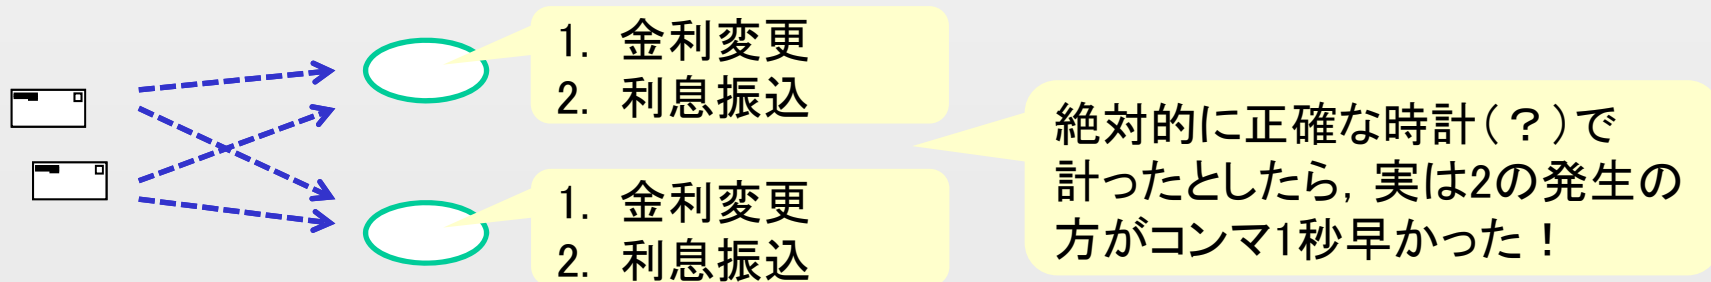 1. 金利変更
2. 利息振込
1. 金利変更
2. 利息振込
絶対的に正確な時計(?)で
計ったとしたら, 実は2の発生の
方がコンマ1秒早かった!